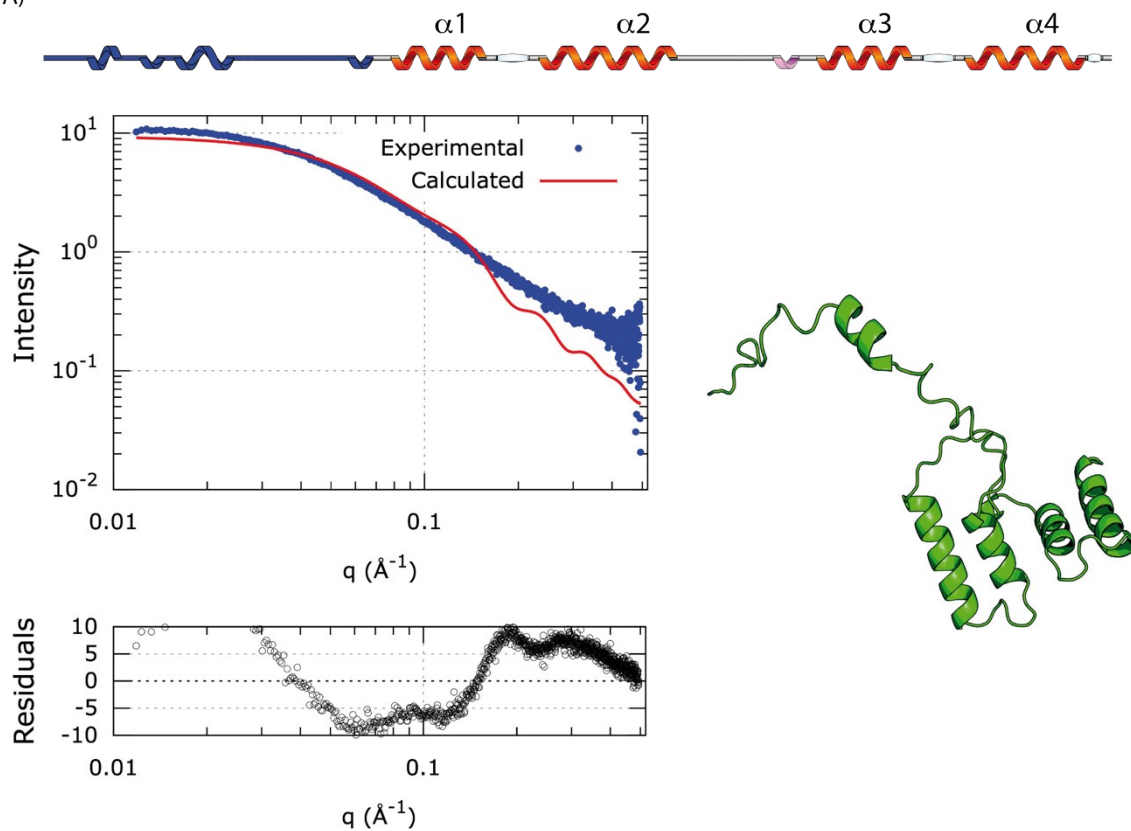 A)
α1 α2 α3 α4
10¹
10⁰
10⁻¹
10⁻²
Intensity
Experimental
Calculated
0.01 0.1
q (Å⁻¹)
10
5
0
-5
-10
Residuals
0.01 0.1
q (Å⁻¹)